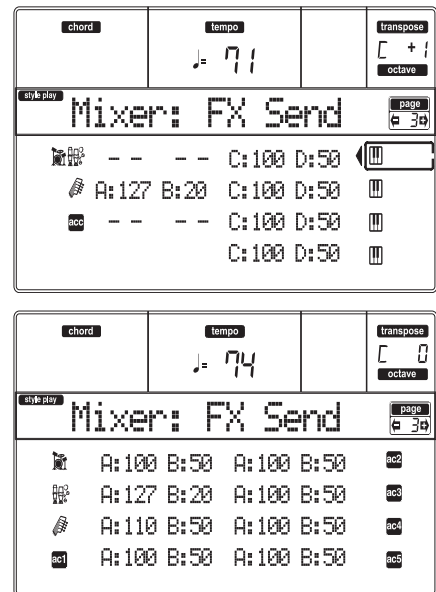 chord tempo transpose
♩= 71 C +1
octave
style play Mixer: FX Send page 3
-- -- C:100 D:50
A:127 B:20 C:100 D:50
acc -- -- C:100 D:50
C:100 D:50
chord tempo transpose
♩= 74 C 0
octave
style play Mixer: FX Send page 3
A:100 B:50 A:100 B:50 ac2
A:127 B:20 A:100 B:50 ac3
A:110 B:50 A:100 B:50 ac4
ac1 A:100 B:50 A:100 B:50 ac5